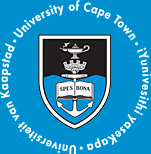 University of Cape Town · iYunivesithi yaseKapa · Universiteit van Kaapstad ·
SPES BONA